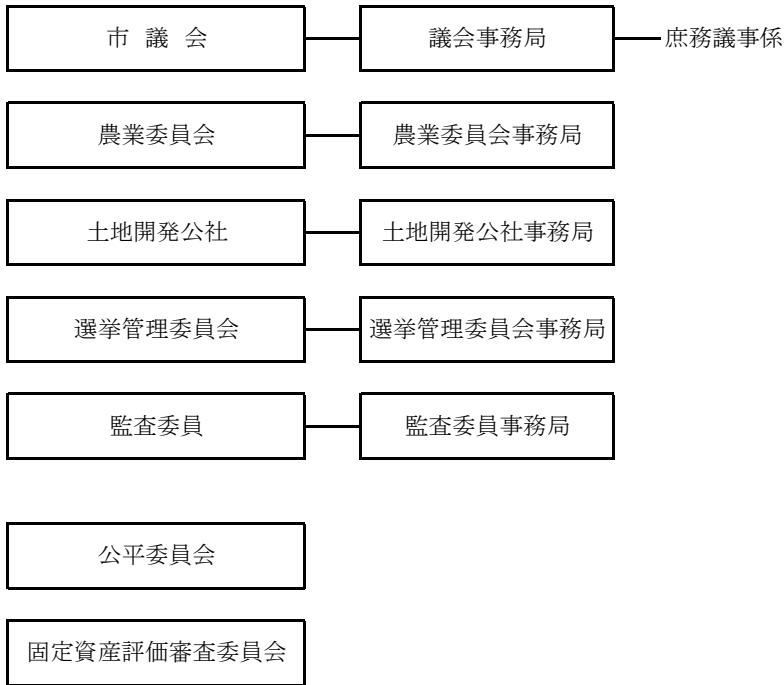 市 議 会 議会事務局 庶務議事係
農業委員会 農業委員会事務局
土地開発公社 土地開発公社事務局
選挙管理委員会 選挙管理委員会事務局
監査委員 監査委員事務局
公平委員会
固定資産評価審査委員会